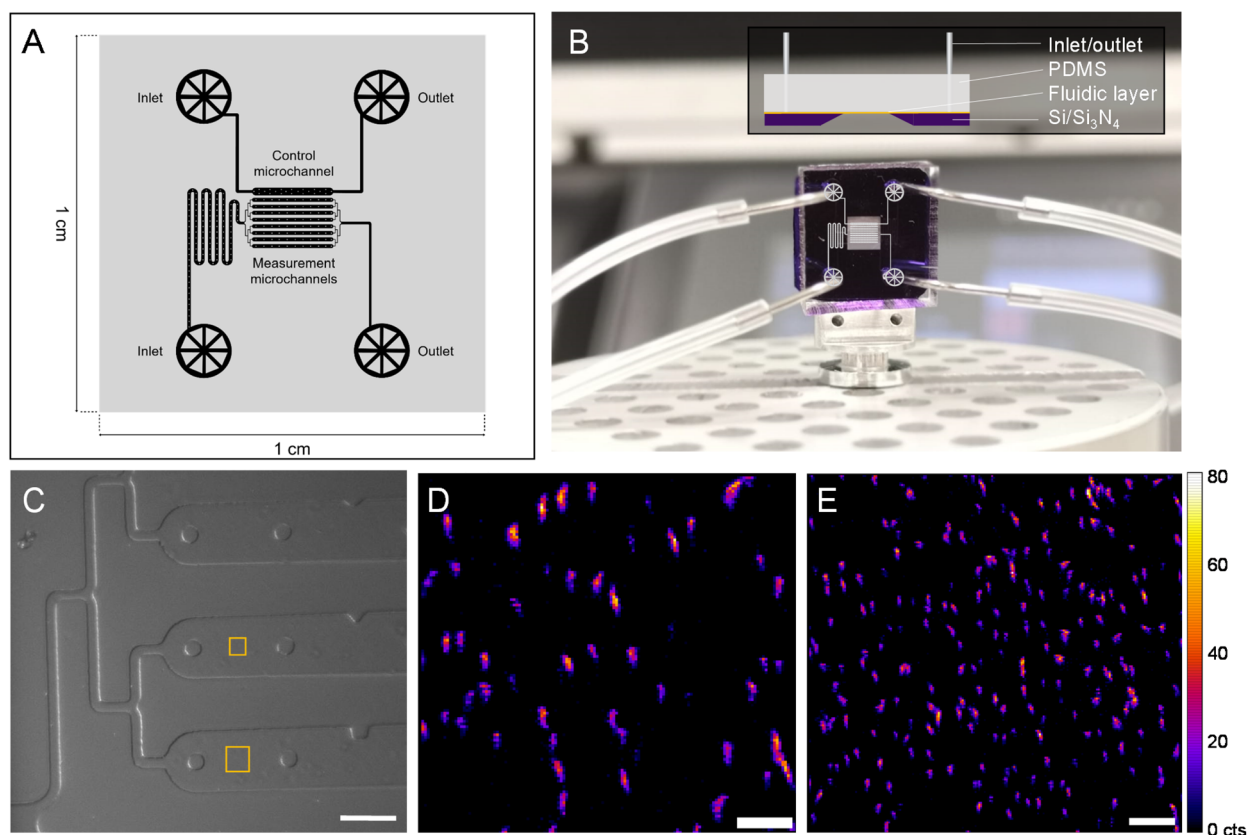 A
Inlet
Outlet
Control
microchannel
Measurement
microchannels
Inlet
Outlet
1 cm
1 cm
B
Inlet/outlet
PDMS
Fluidic layer
Si/Si₃N₄
C
D
E
80
60
40
20
0 cts